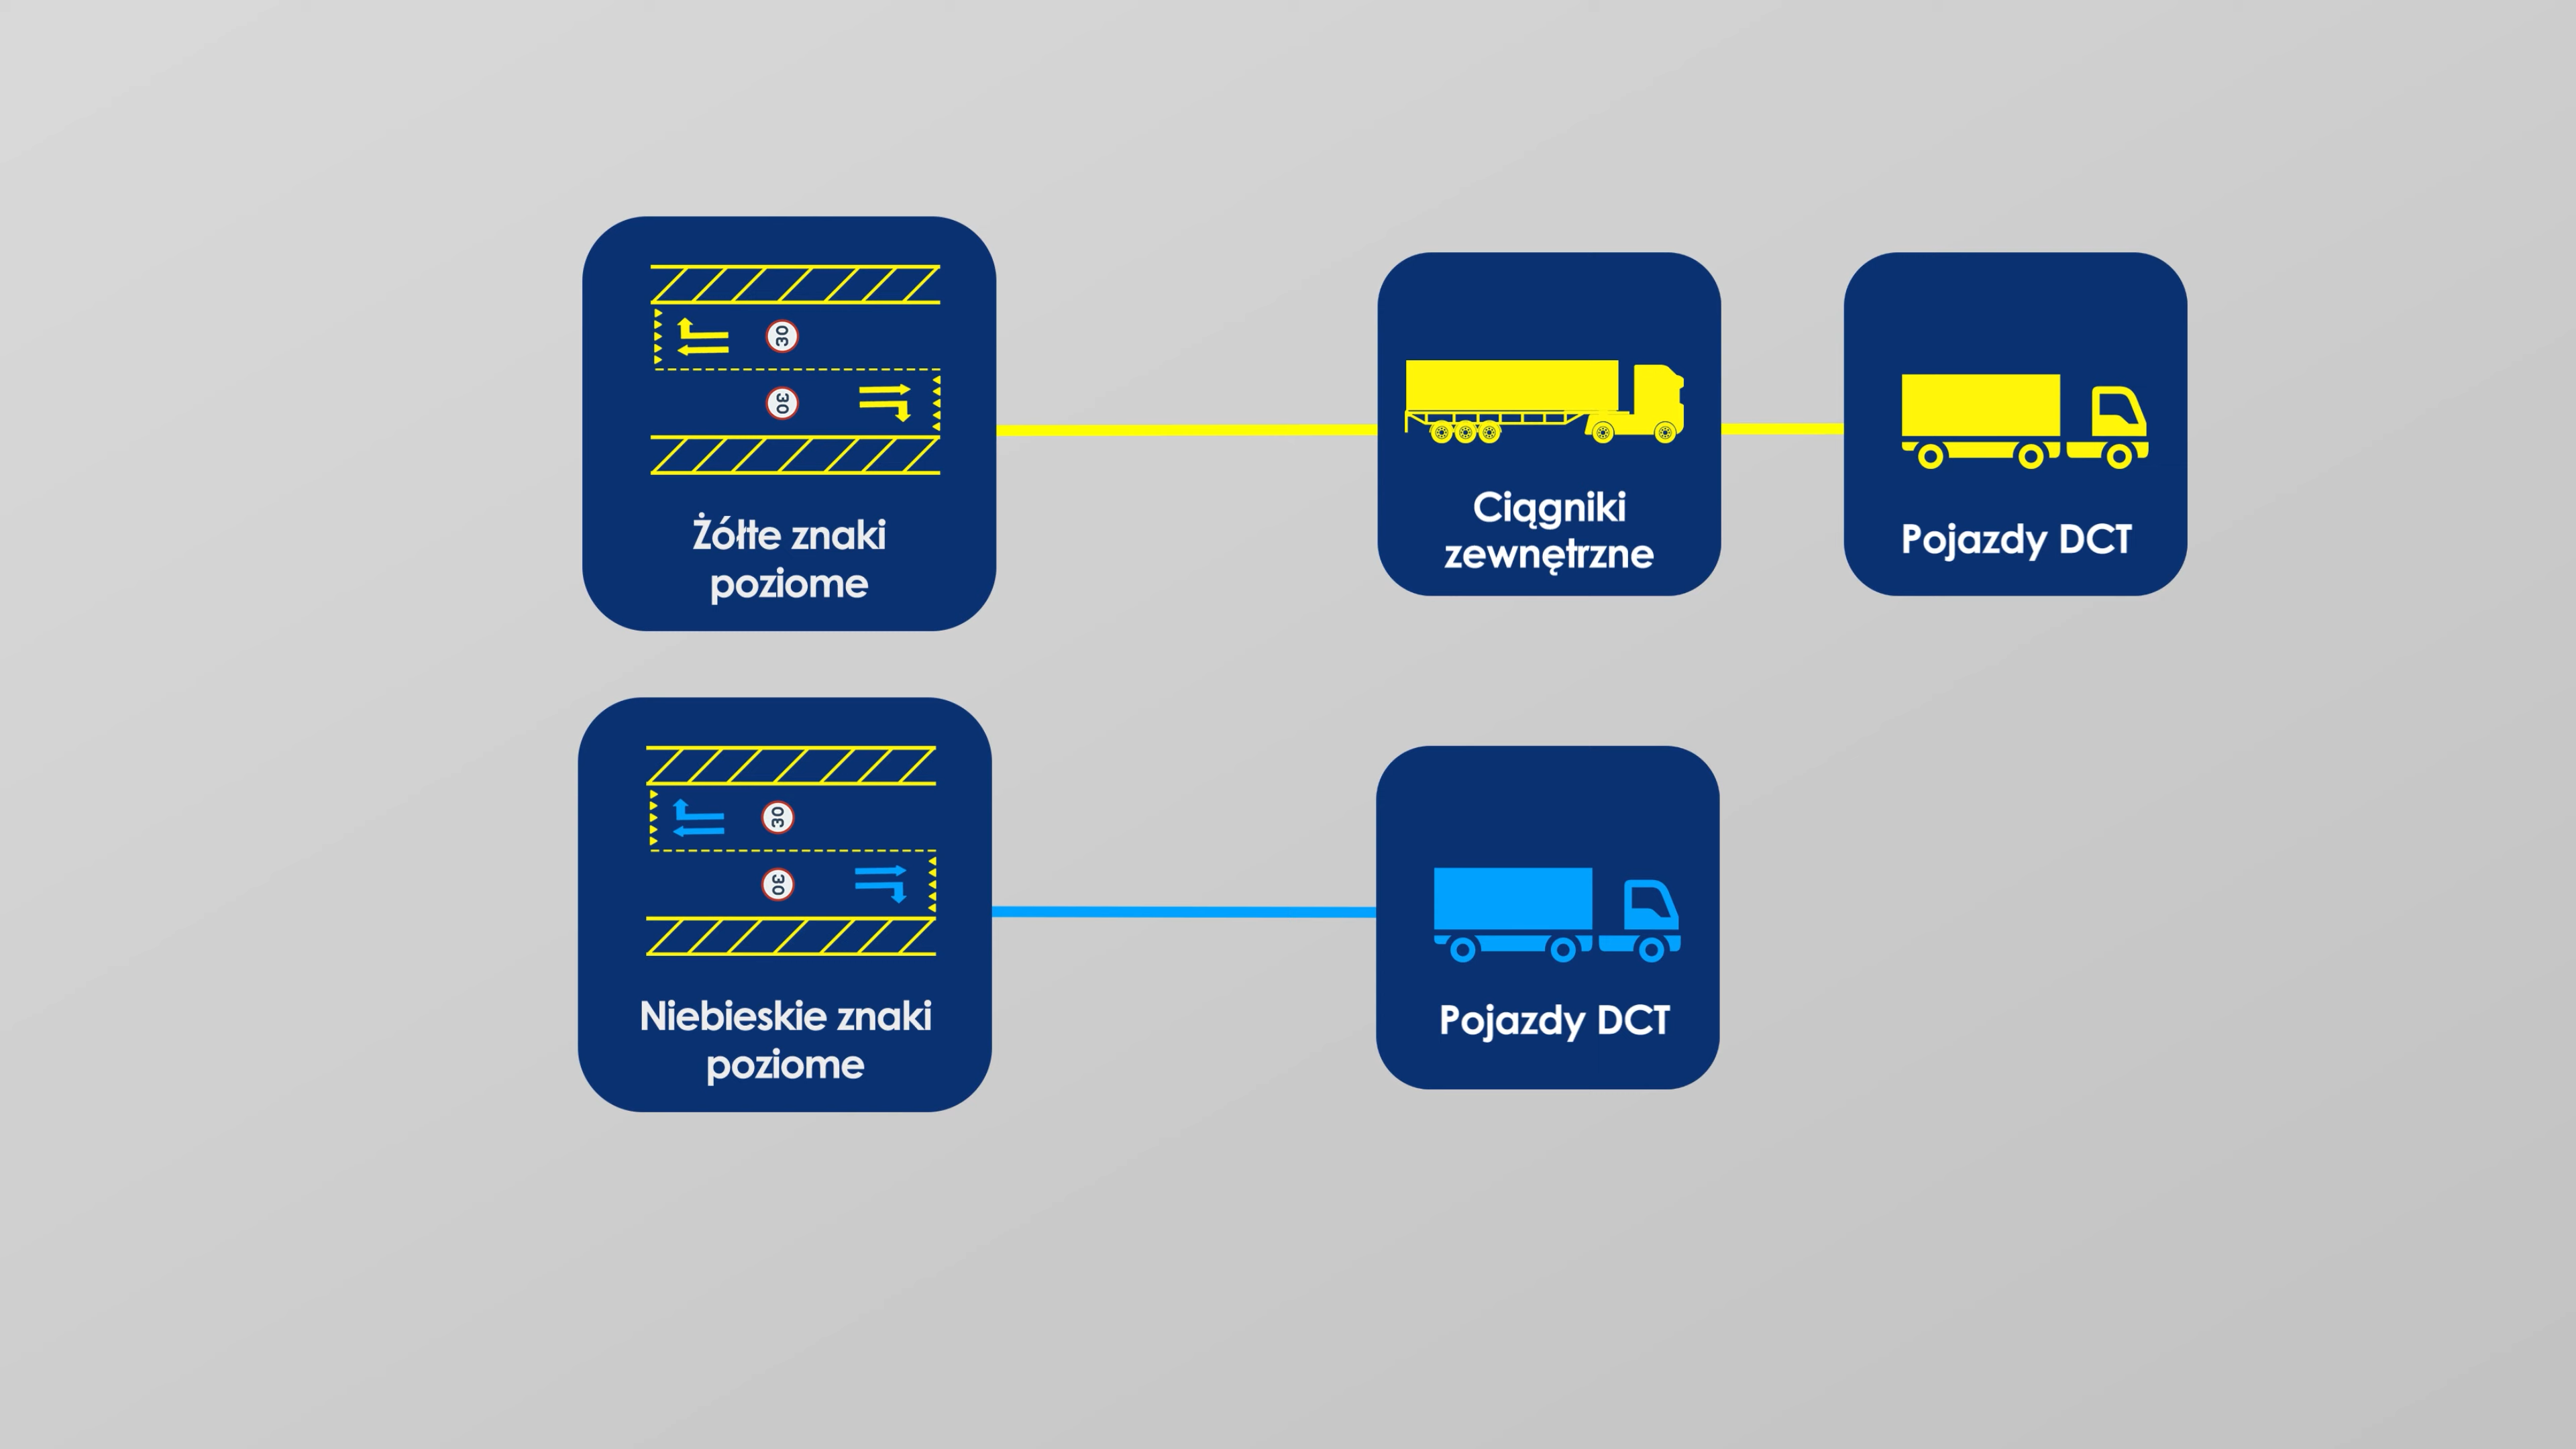 30
30
Żółte znaki
poziome
Ciągniki
zewnętrzne
Pojazdy DCT
30
30
Niebieskie znaki
poziome
Pojazdy DCT